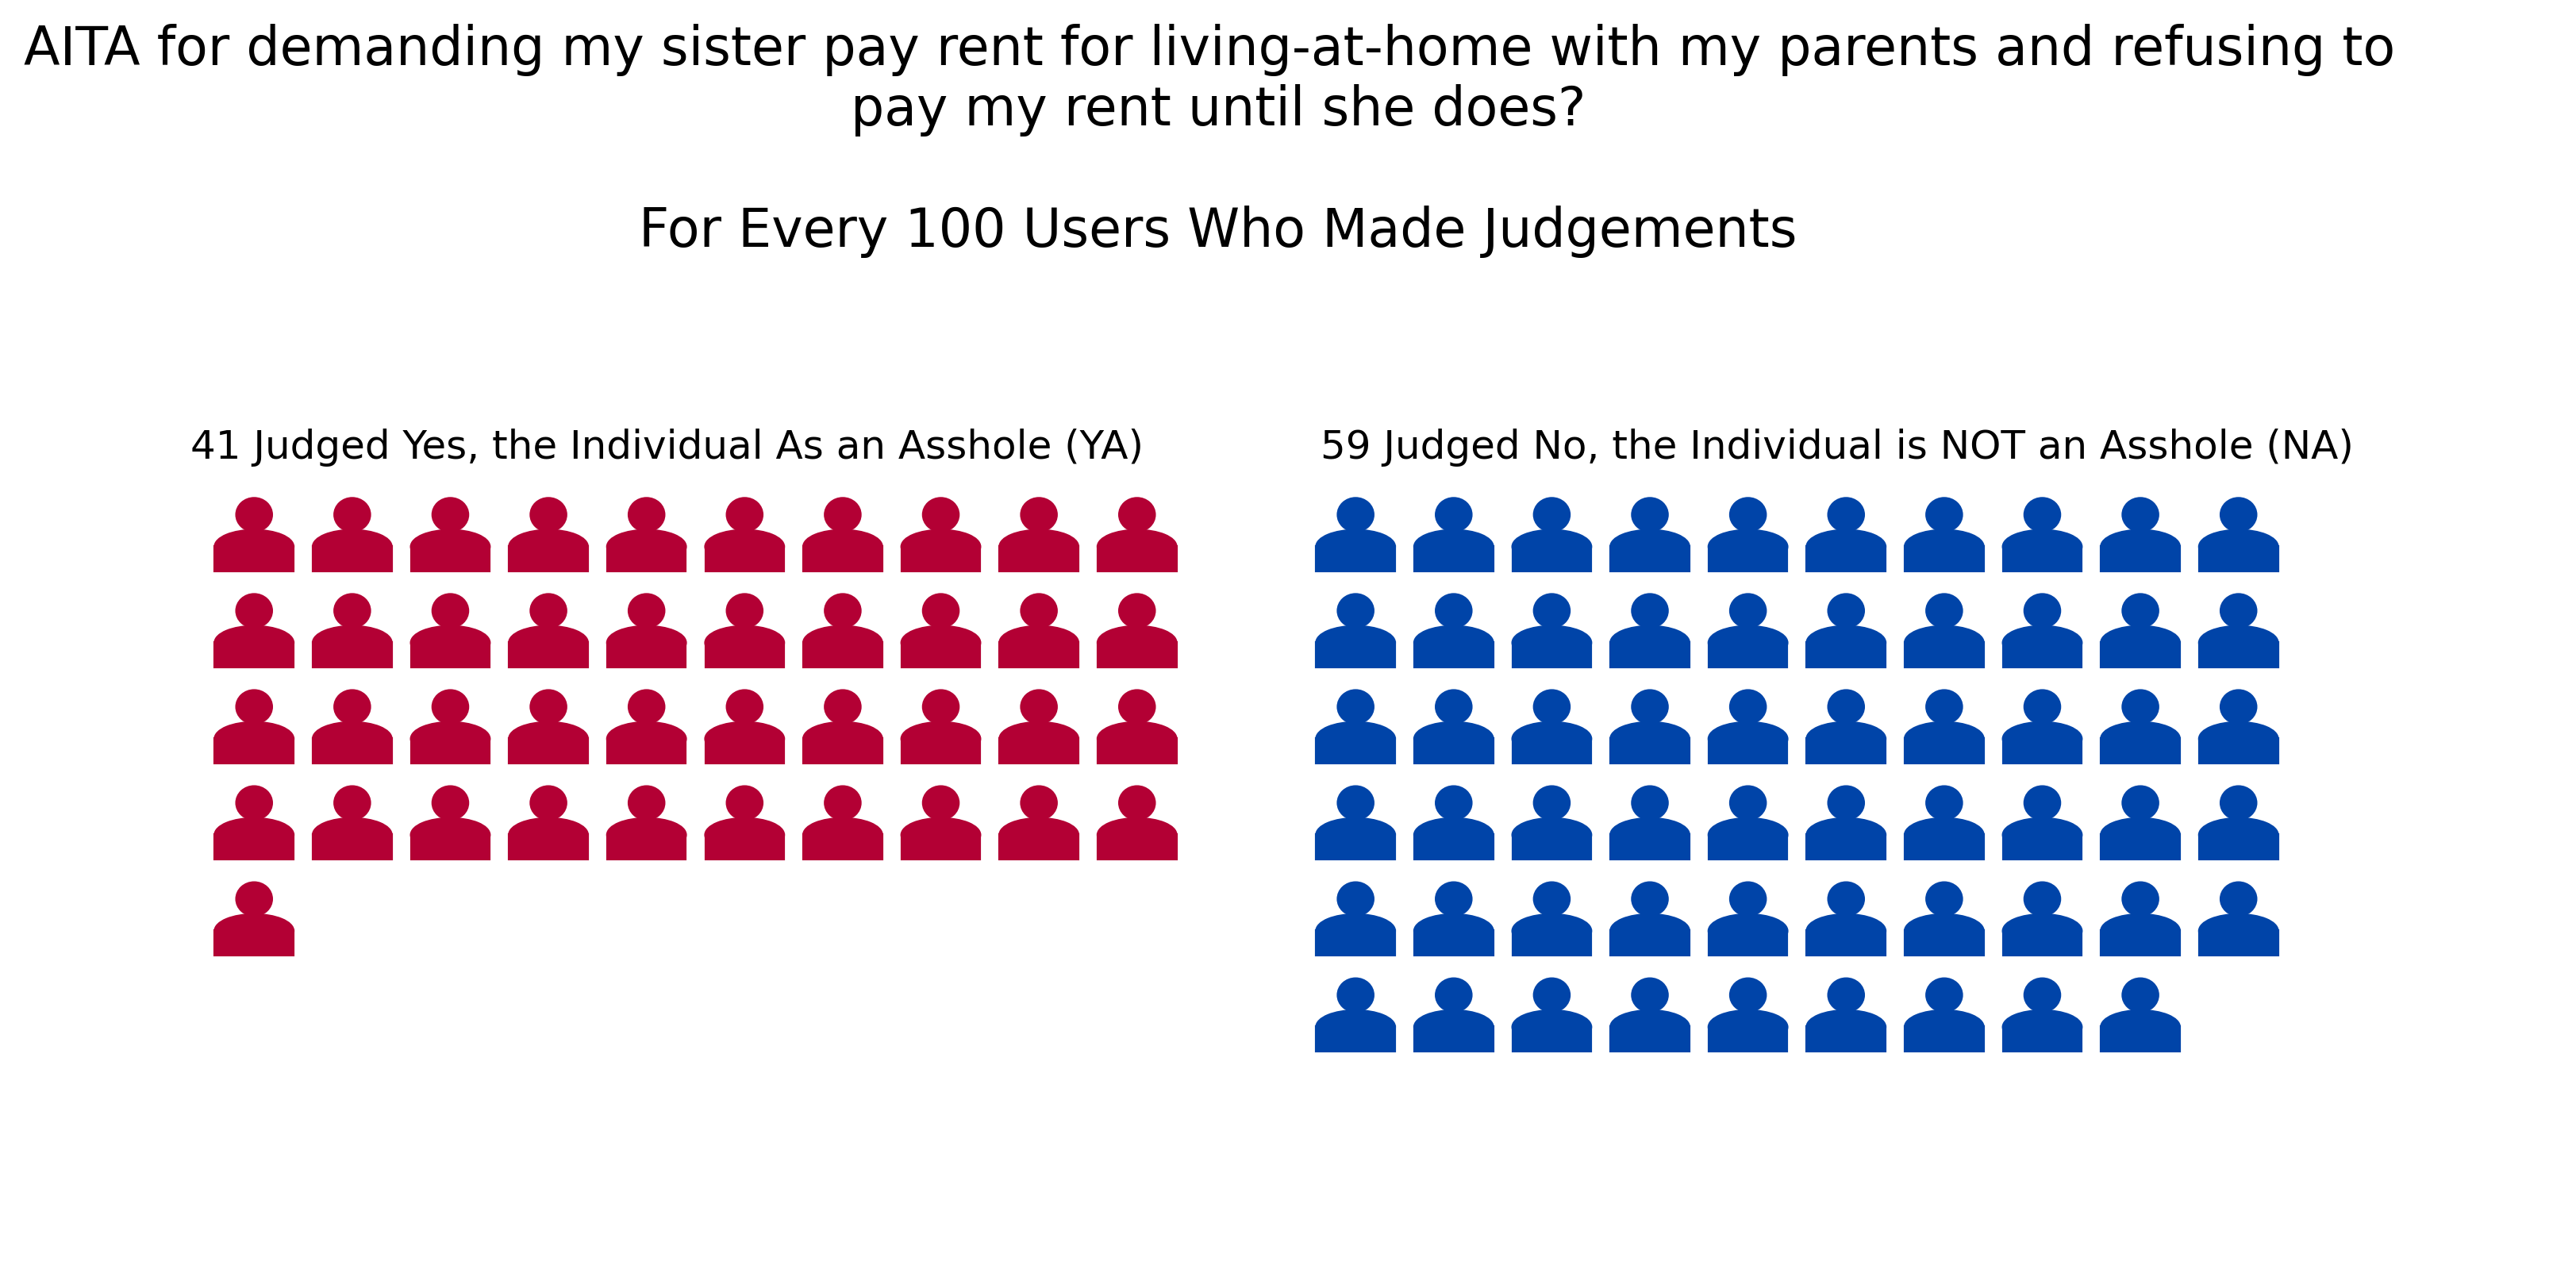 AITA for demanding my sister pay rent for living-at-home with my parents and refusing to
pay my rent until she does?
For Every 100 Users Who Made Judgements
41 Judged Yes, the Individual As an Asshole (YA)
59 Judged No, the Individual is NOT an Asshole (NA)